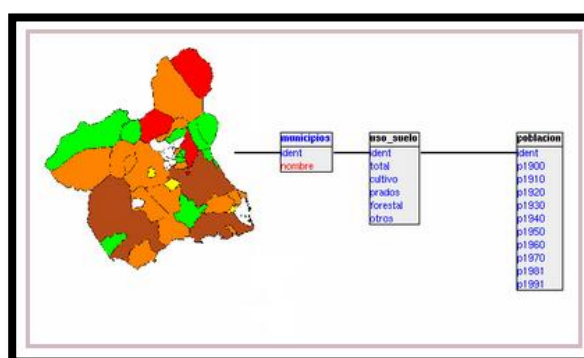 municipios
ident
nombre
uso_suelo
ident
total
cultivo
prados
forestal
otros
poblacion
ident
p1900
p1910
p1920
p1930
p1940
p1950
p1960
p1970
p1981
p1991